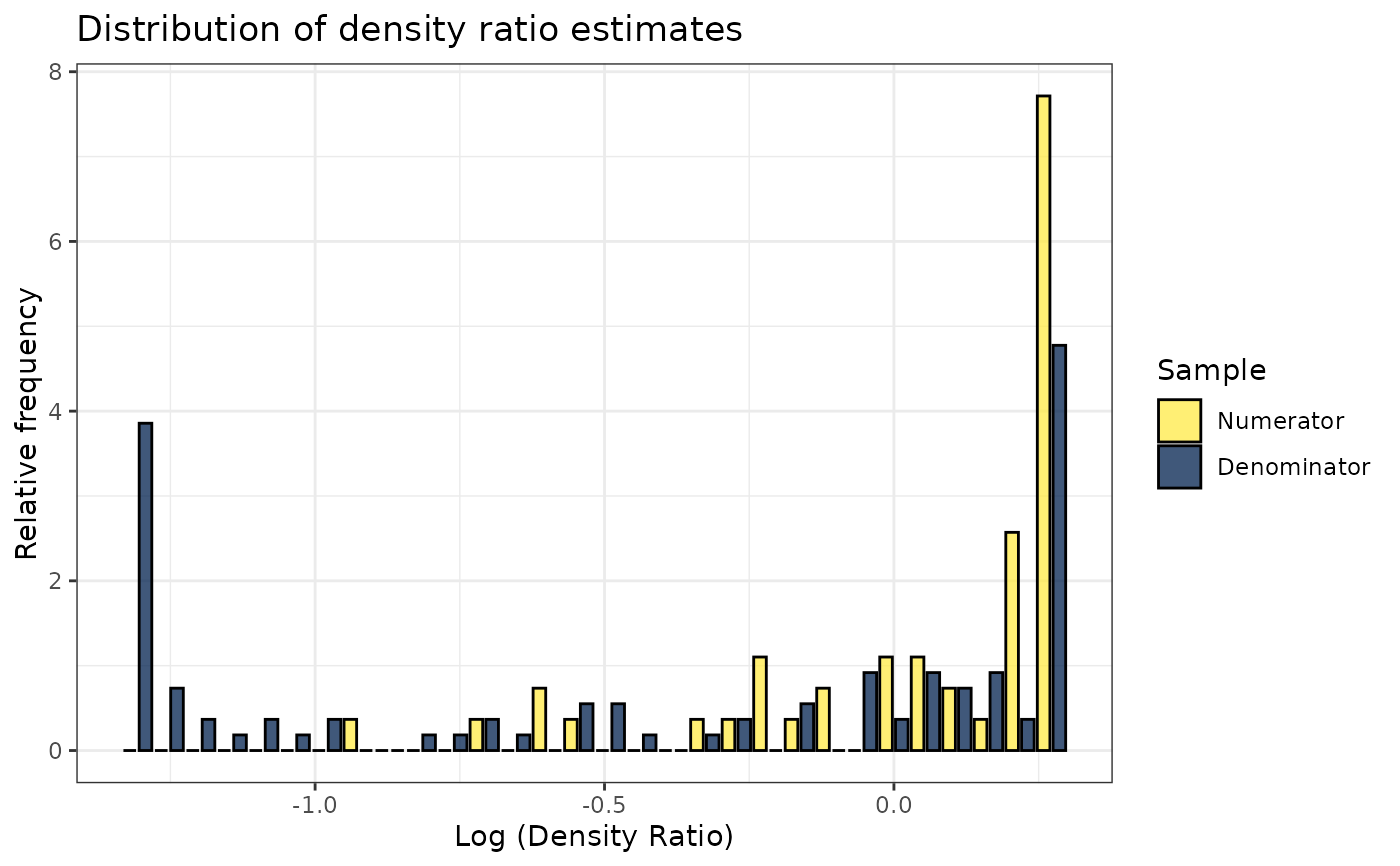 Distribution of density ratio estimates
8
6
4
2
0
Relative frequency
-1.0
-0.5
0.0
Log (Density Ratio)
Sample
Numerator
Denominator